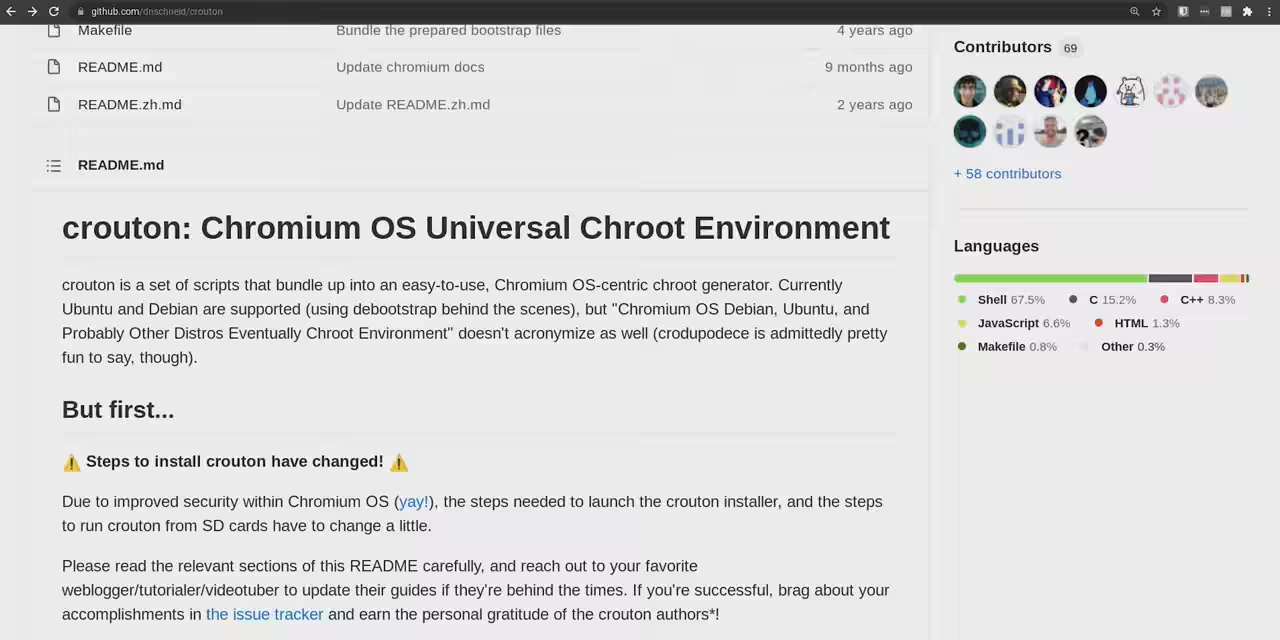 github.com/dnschneid/crouton
Makefile Bundle the prepared bootstrap files 4 years ago
README.md Update chromium docs 9 months ago
README.zh.md Update README.zh.md 2 years ago
README.md
crouton: Chromium OS Universal Chroot Environment
crouton is a set of scripts that bundle up into an easy-to-use, Chromium OS-centric chroot generator. Currently
Ubuntu and Debian are supported (using debootstrap behind the scenes), but "Chromium OS Debian, Ubuntu, and
Probably Other Distros Eventually Chroot Environment" doesn't acronymize as well (crodupodece is admittedly pretty
fun to say, though).
But first...
⚠️ Steps to install crouton have changed! ⚠️
Due to improved security within Chromium OS (yay!), the steps needed to launch the crouton installer, and the steps
to run crouton from SD cards have to change a little.
Please read the relevant sections of this README carefully, and reach out to your favorite
weblogger/tutorialer/videotuber to update their guides if they're behind the times. If you're successful, brag about your
accomplishments in the issue tracker and earn the personal gratitude of the crouton authors*!
Contributors 69
+ 58 contributors
Languages
Shell 67.5% C 15.2% C++ 8.3%
JavaScript 6.6% HTML 1.3%
Makefile 0.8% Other 0.3%